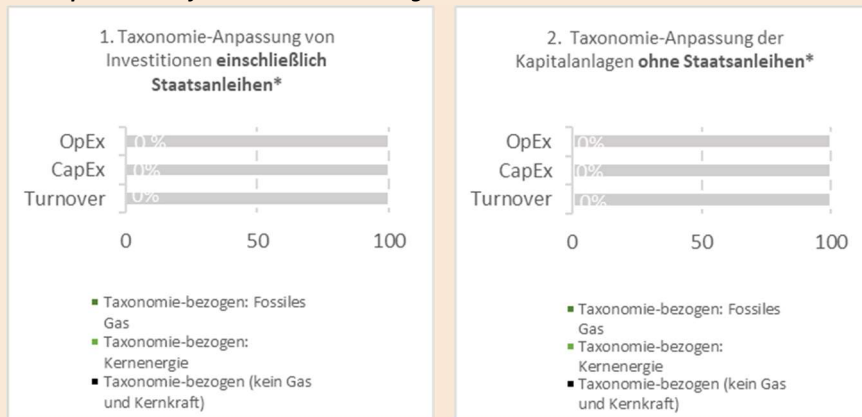 1. Taxonomie-Anpassung von
Investitionen einschließlich
Staatsanleihen*
OpEx
0 %
CapEx
0%
Turnover
0%
0
50
100
Taxonomie-bezogen: Fossiles
Gas
Taxonomie-bezogen:
Kernenergie
Taxonomie-bezogen (kein Gas
und Kernkraft)
2. Taxonomie-Anpassung der
Kapitalanlagen ohne Staatsanleihen*
OpEx
0%
CapEx
0%
Turnover
0%
0
50
100
Taxonomie-bezogen: Fossiles
Gas
Taxonomie-bezogen:
Kernenergie
Taxonomie-bezogen (kein Gas
und Kernkraft)